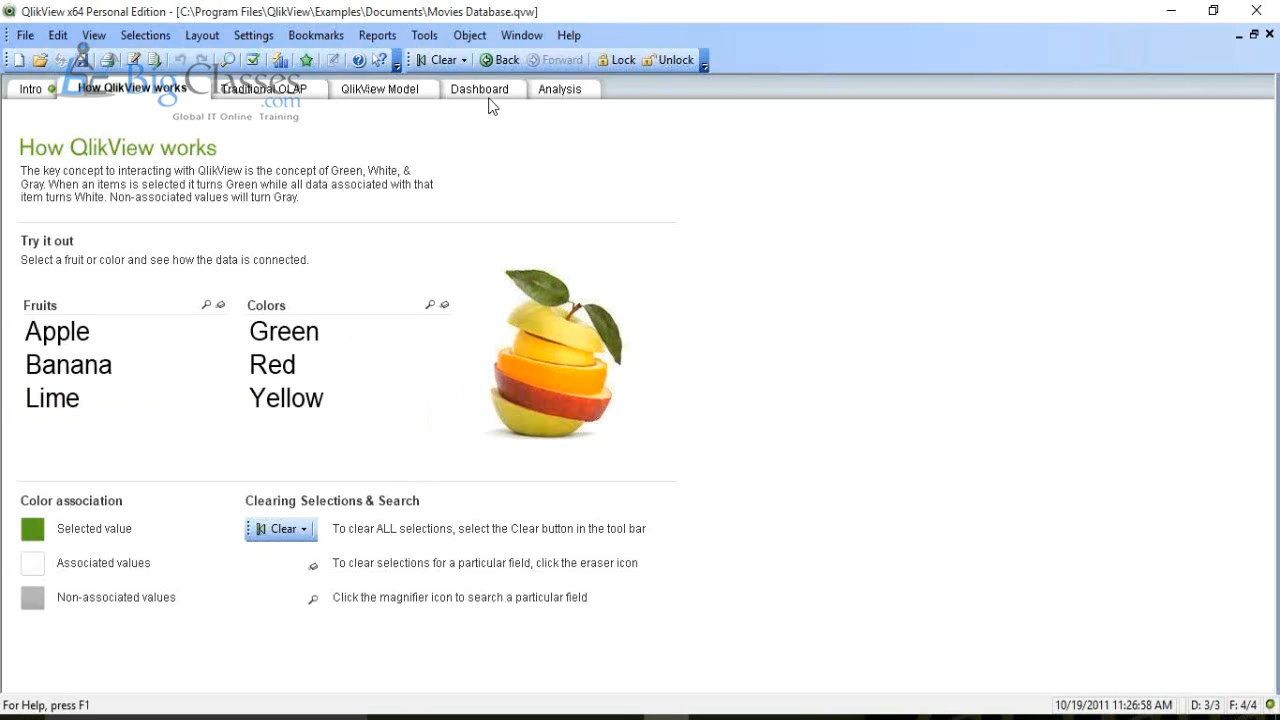 QlikView x64 Personal Edition - [C:\Program Files\QlikView\Examples\Documents\Movies Database.qvw]
File Edit View Selections Layout Settings Bookmarks Reports Tools Object Window Help
Clear Back Forward Lock Unlock
BigClasses
.com
Global IT Online Training
Intro How QlikView works Traditional OLAP QlikView Model Dashboard Analysis
How QlikView works
The key concept to interacting with QlikView is the concept of Green, White, &
Gray. When an items is selected it turns Green while all data associated with that
item turns White. Non-associated values will turn Gray.
Try it out
Select a fruit or color and see how the data is connected.
Fruits Colors
Apple Green
Banana Red
Lime Yellow
Color association Clearing Selections & Search
Selected value Clear To clear ALL selections, select the Clear button in the tool bar
Associated values To clear selections for a particular field, click the eraser icon
Non-associated values Click the magnifier icon to search a particular field
For Help, press F1 10/19/2011 11:26:58 AM D: 3/3 F: 4/4